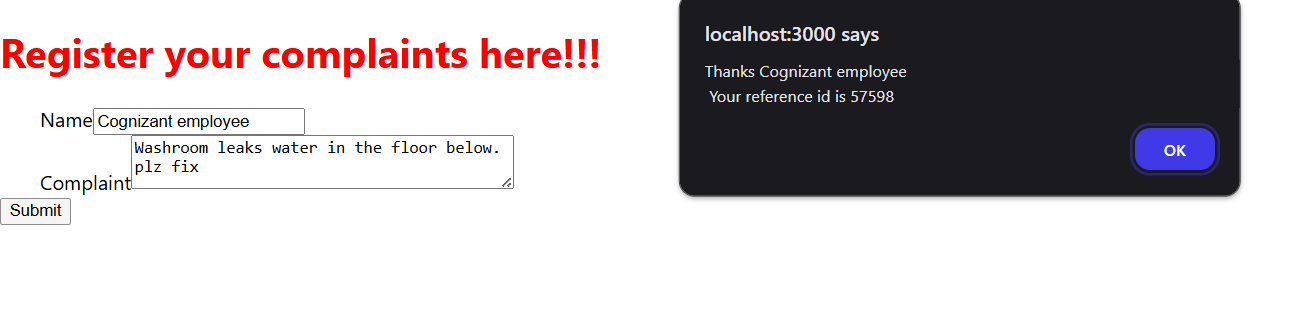 Register your complaints here!!!
Name Cognizant employee
Complaint Washroom leaks water in the floor below.
plz fix
Submit
localhost:3000 says
Thanks Cognizant employee
Your reference id is 57598
OK